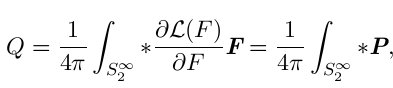 $Q = \frac{1}{4\pi} \int_{S_2^\infty} * \frac{\partial \mathcal{L}(F)}{\partial F} \boldsymbol{F} = \frac{1}{4\pi} \int_{S_2^\infty} * \boldsymbol{P},$